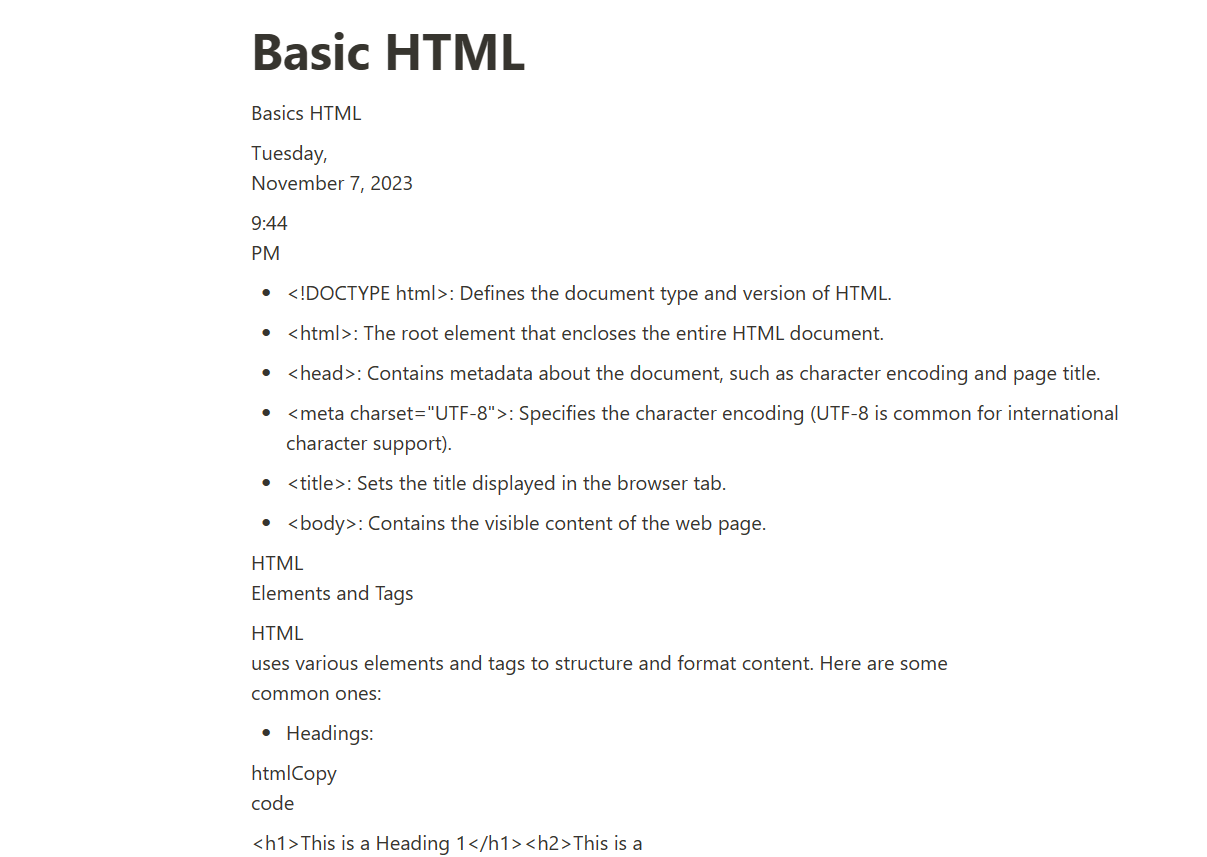 Basic HTML
Basics HTML
Tuesday,
November 7, 2023
9:44
PM
• <!DOCTYPE html>: Defines the document type and version of HTML.
• <html>: The root element that encloses the entire HTML document.
• <head>: Contains metadata about the document, such as character encoding and page title.
• <meta charset="UTF-8">: Specifies the character encoding (UTF-8 is common for international
character support).
• <title>: Sets the title displayed in the browser tab.
• <body>: Contains the visible content of the web page.
HTML
Elements and Tags
HTML
uses various elements and tags to structure and format content. Here are some
common ones:
• Headings:
htmlCopy
code
<h1>This is a Heading 1</h1><h2>This is a